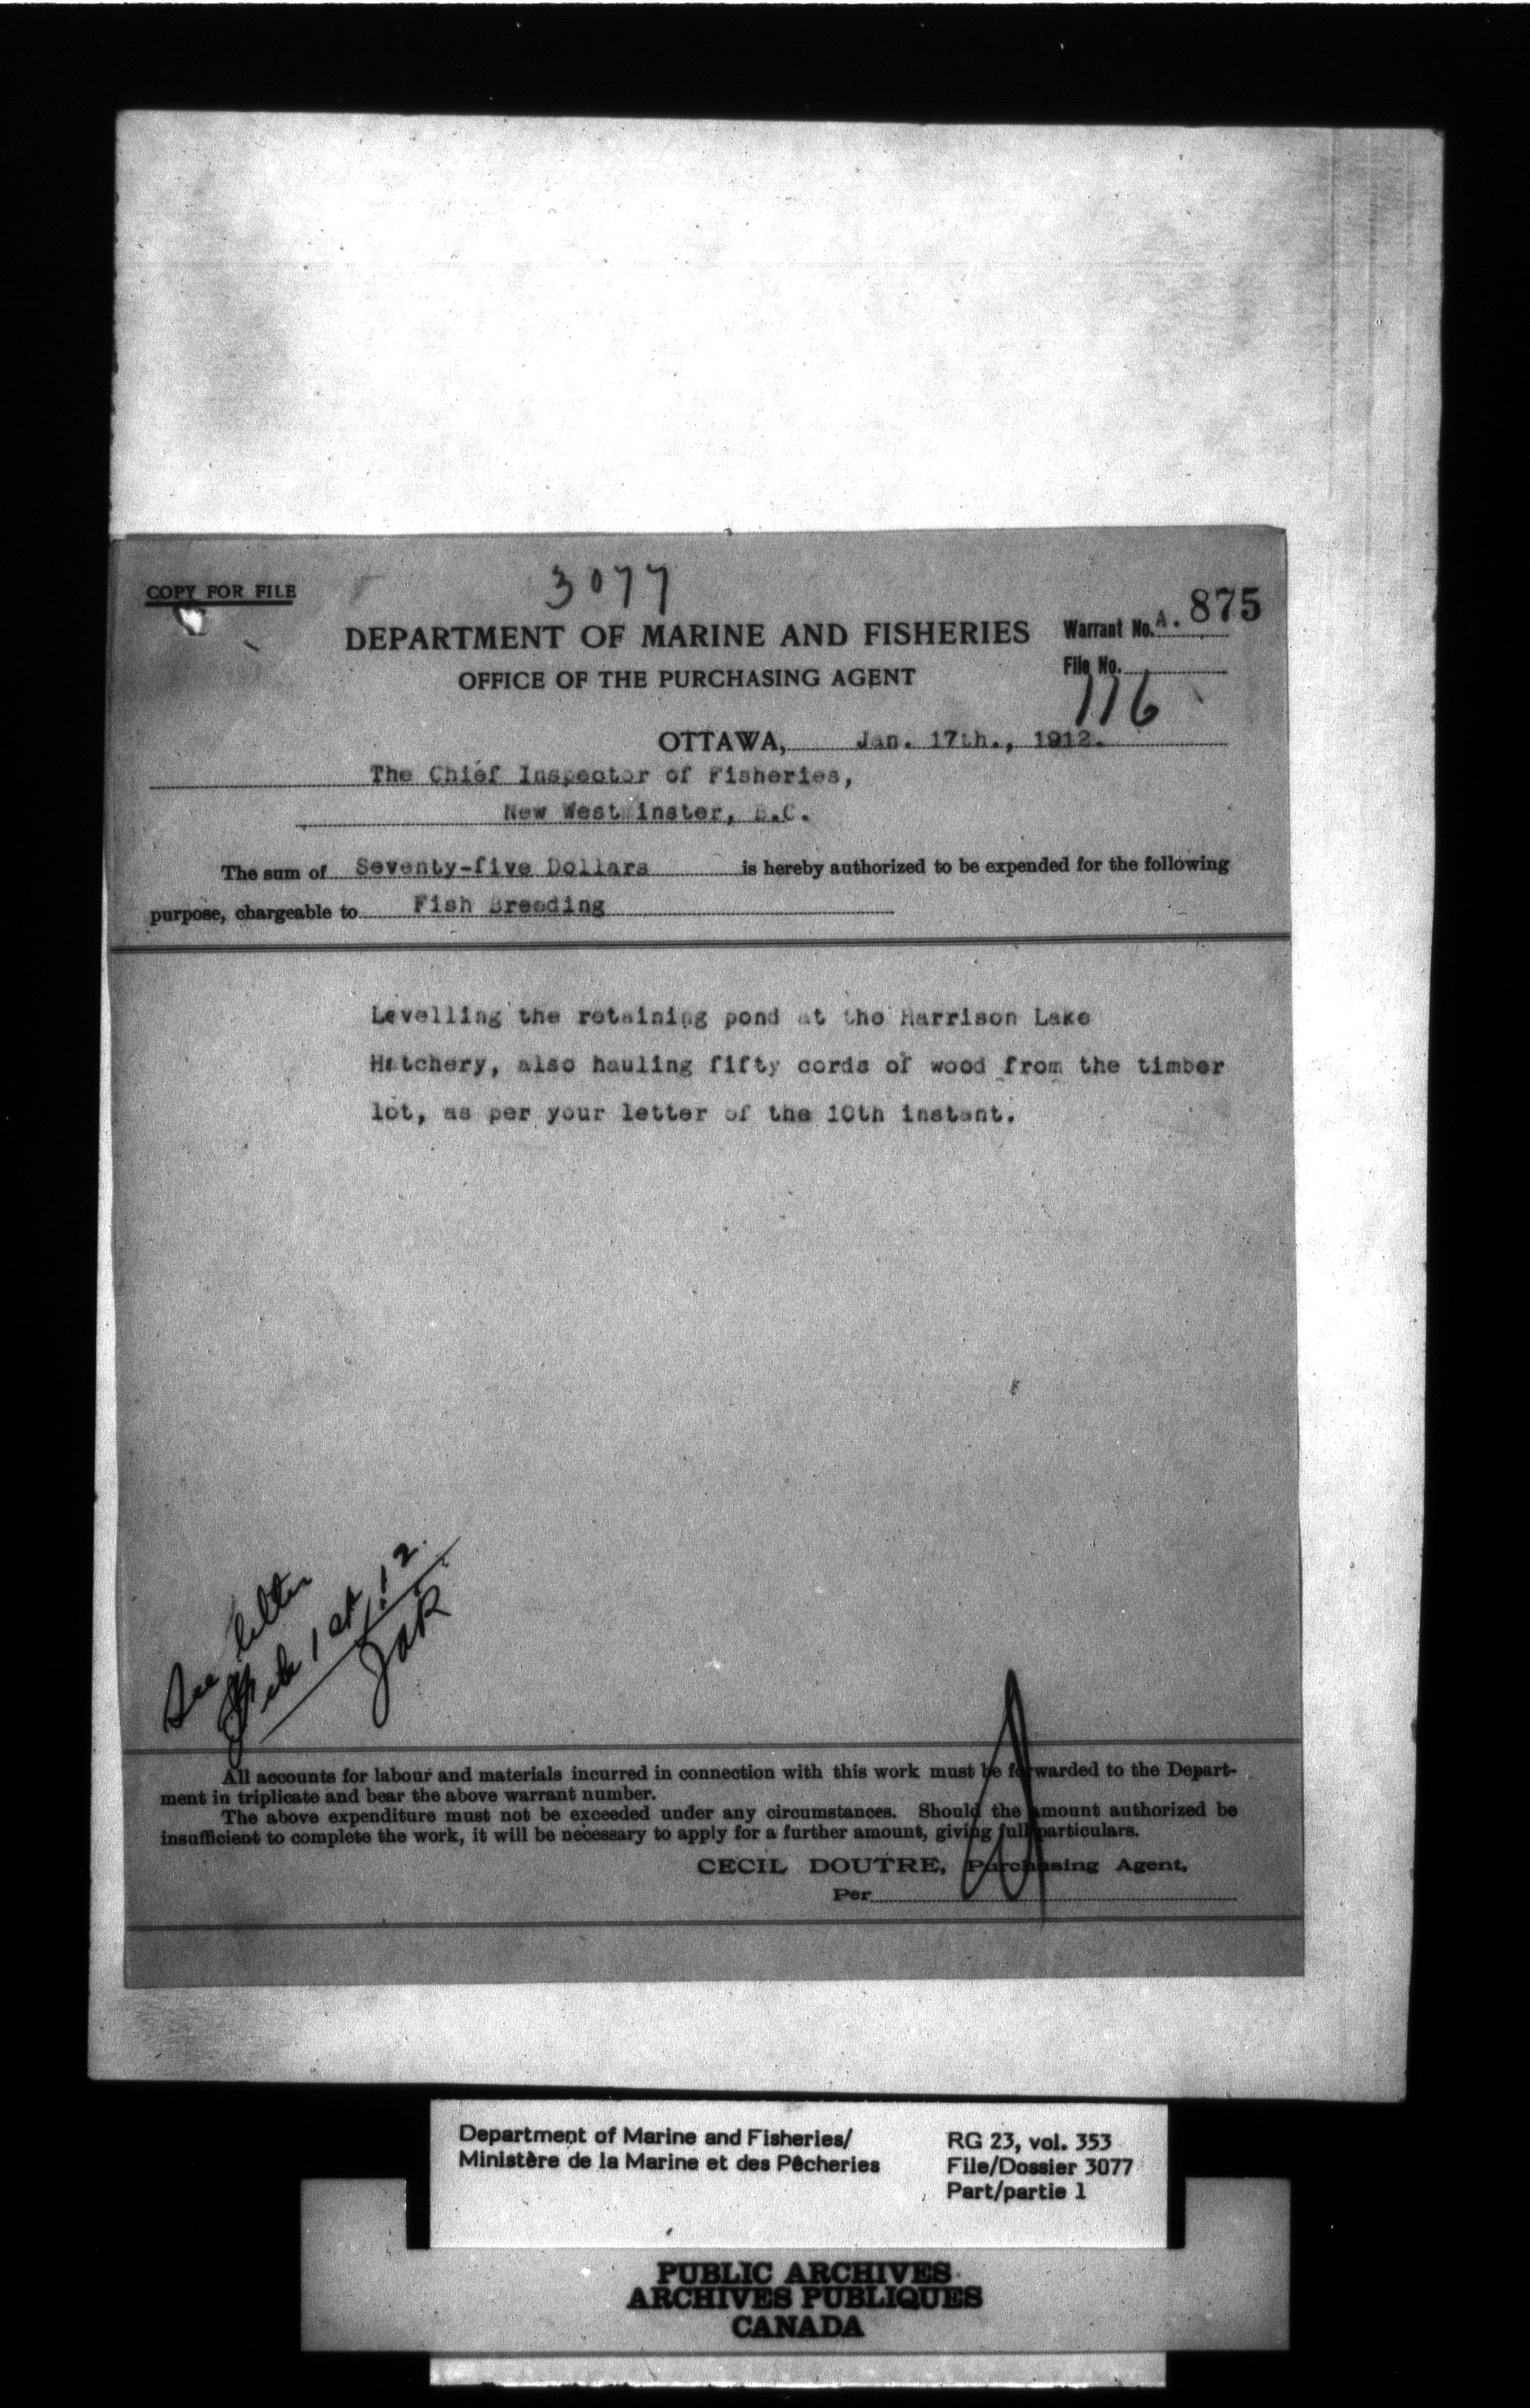 COPY FOR FILE
3077
DEPARTMENT OF MARINE AND FISHERIES
Warrant No. A. 875
OFFICE OF THE PURCHASING AGENT
File No.
116
OTTAWA, Jan. 17th., 1912.
The Chief Inspector of Fisheries,
New Westminster, B.C.
The sum of Seventy-five Dollars is hereby authorized to be expended for the following
purpose, chargeable to Fish Breeding
Levelling the retaining pond at the Harrison Lake
Hatchery, also hauling fifty cords of wood from the timber
lot, as per your letter of the 10th instant.
See letter
Feb 1st, 12.
JAR
All accounts for labour and materials incurred in connection with this work must be forwarded to the Depart-
ment in triplicate and bear the above warrant number.
The above expenditure must not be exceeded under any circumstances. Should the amount authorized be
insufficient to complete the work, it will be necessary to apply for a further amount, giving full particulars.
CECIL DOUTRE, Purchasing Agent,
Per
Department of Marine and Fisheries/
Ministère de la Marine et des Pêcheries
RG 23, vol. 353
File/Dossier 3077
Part/partie 1
PUBLIC ARCHIVES
ARCHIVES PUBLIQUES
CANADA